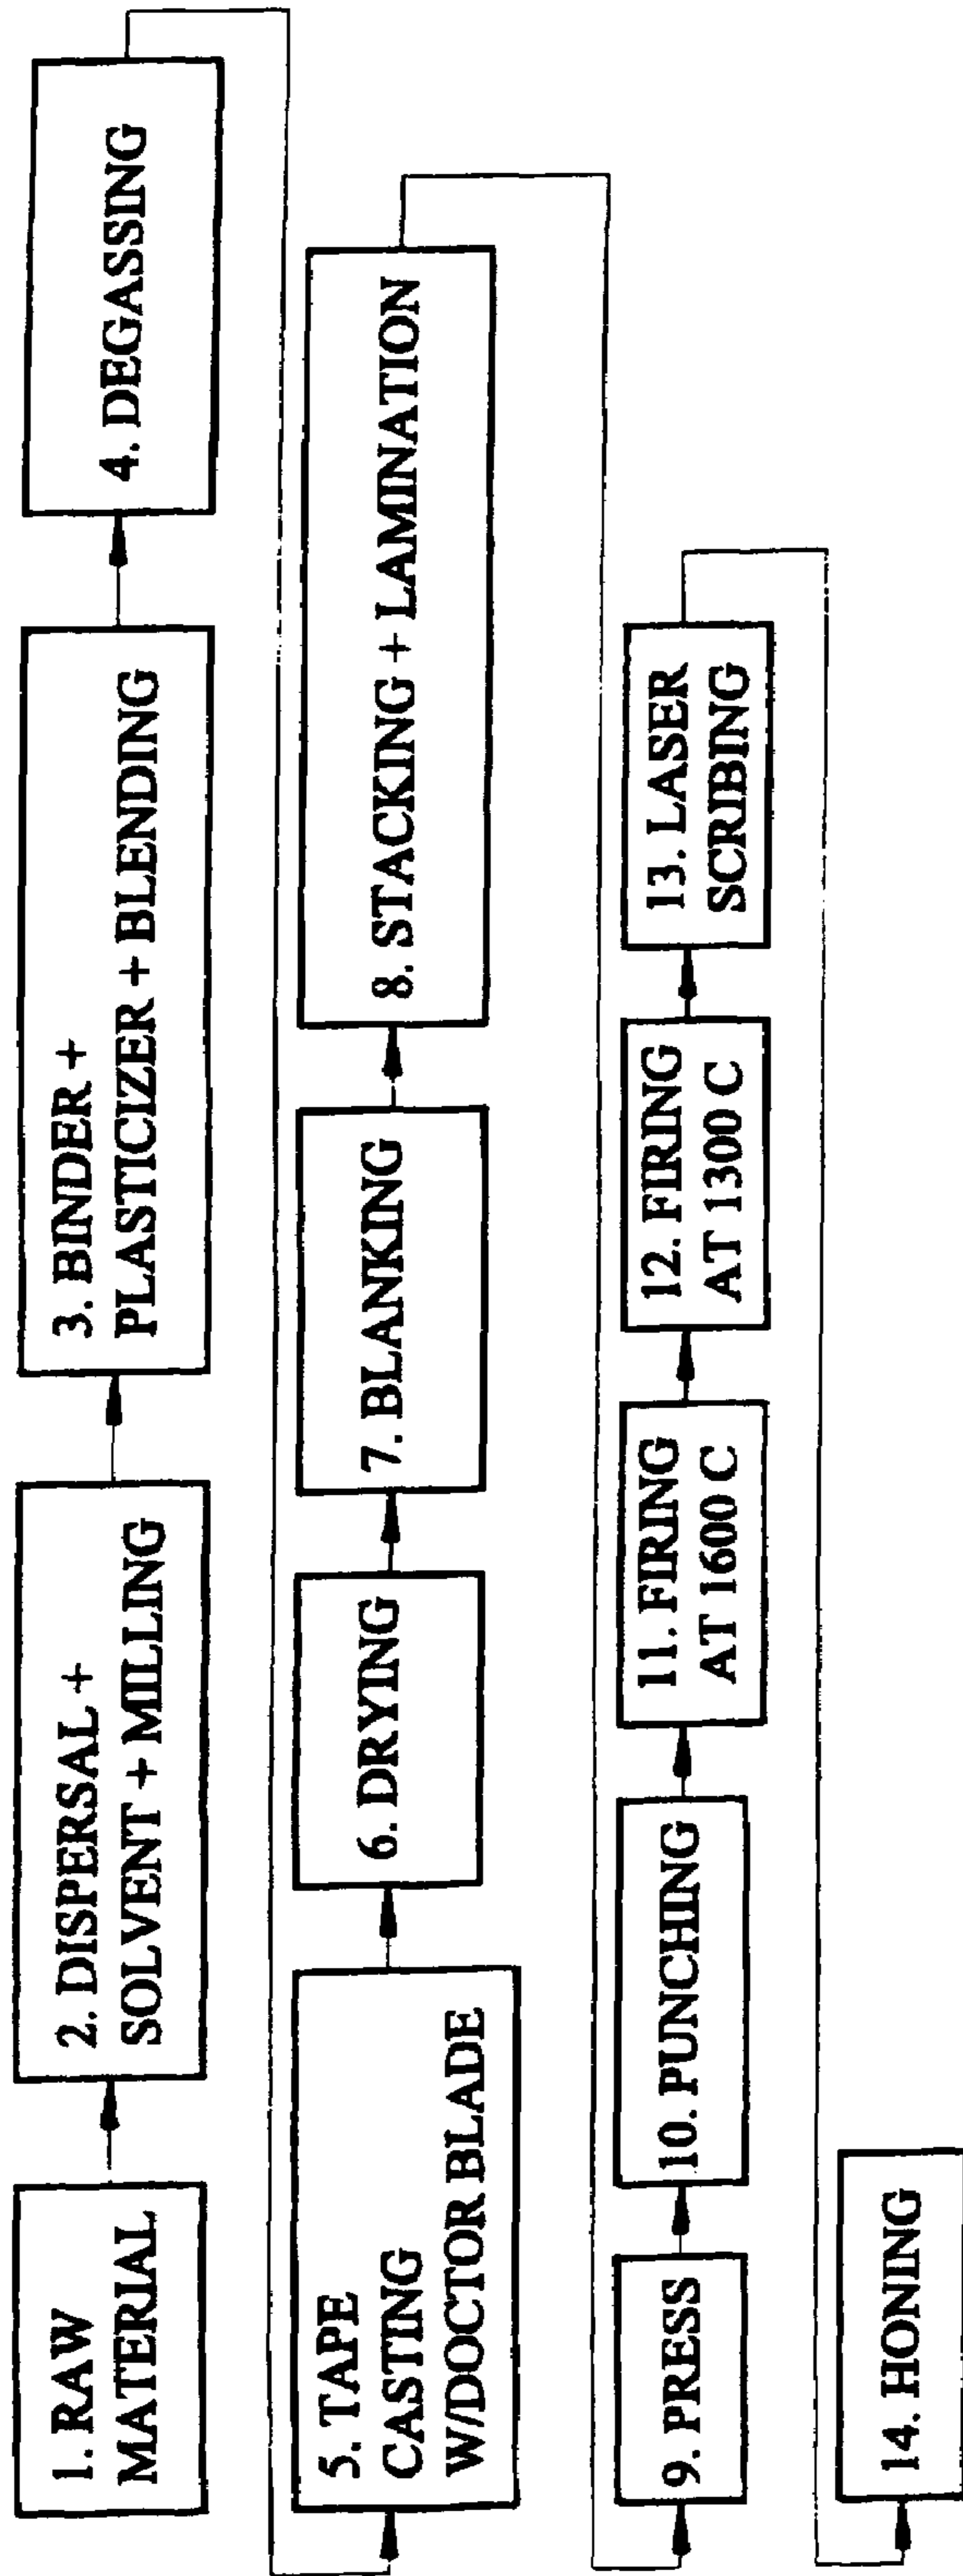 1. RAW
MATERIAL
2. DISPERSAL +
SOLVENT + MILLING
3. BINDER +
PLASTICIZER + BLENDING
4. DEGASSING
5. TAPE
CASTING
W/DOCTOR BLADE
6. DRYING
7. BLANKING
8. STACKING + LAMINATION
9. PRESS
10. PUNCHING
11. FIRING
AT 1600 C
12. FIRING
AT 1300 C
13. LASER
SCRIBING
14. HONING